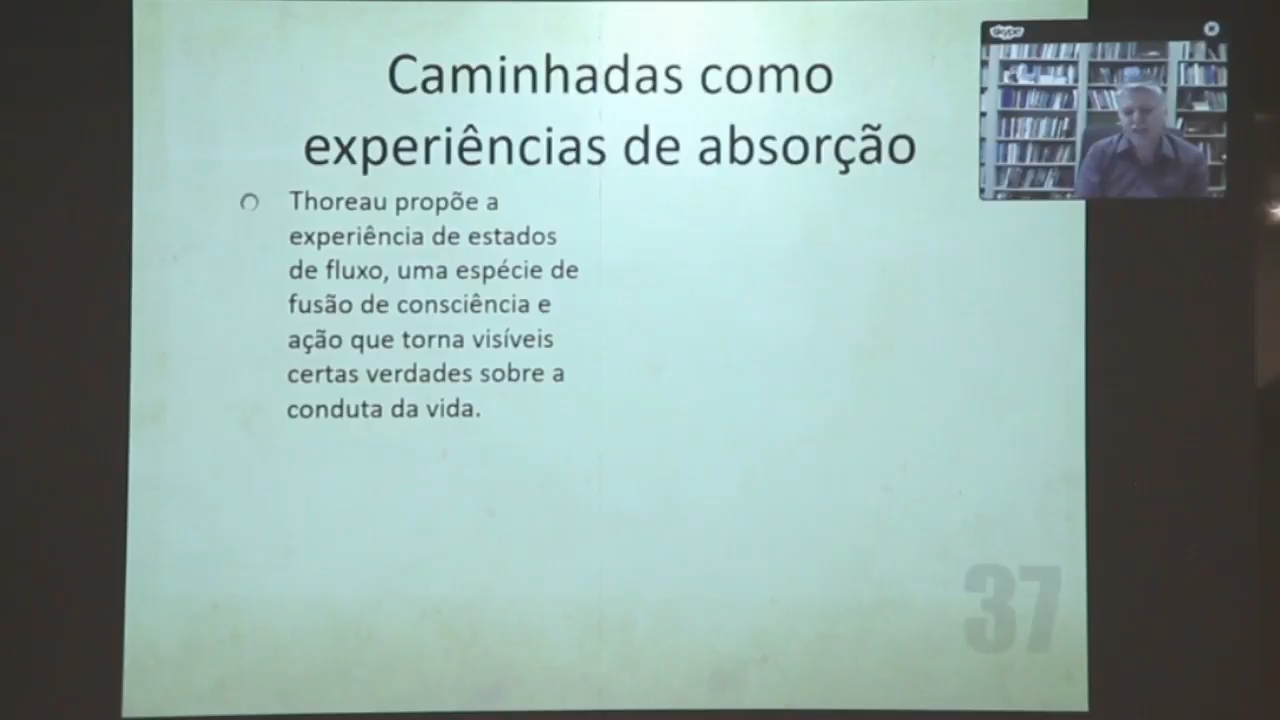 Caminhadas como
experiências de absorção
skype
Thoreau propõe a
experiência de estados
de fluxo, uma espécie de
fusão de consciência e
ação que torna visíveis
certas verdades sobre a
conduta da vida.
37